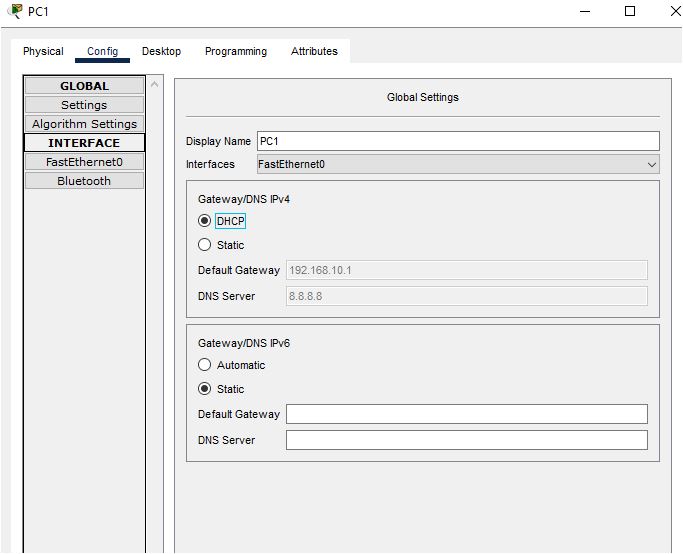 PC1
Physical Config Desktop Programming Attributes
GLOBAL
Settings
Algorithm Settings
INTERFACE
FastEthernet0
Bluetooth
Global Settings
Display Name PC1
Interfaces FastEthernet0
Gateway/DNS IPv4
DHCP
Static
Default Gateway 192.168.10.1
DNS Server 8.8.8.8
Gateway/DNS IPv6
Automatic
Static
Default Gateway
DNS Server